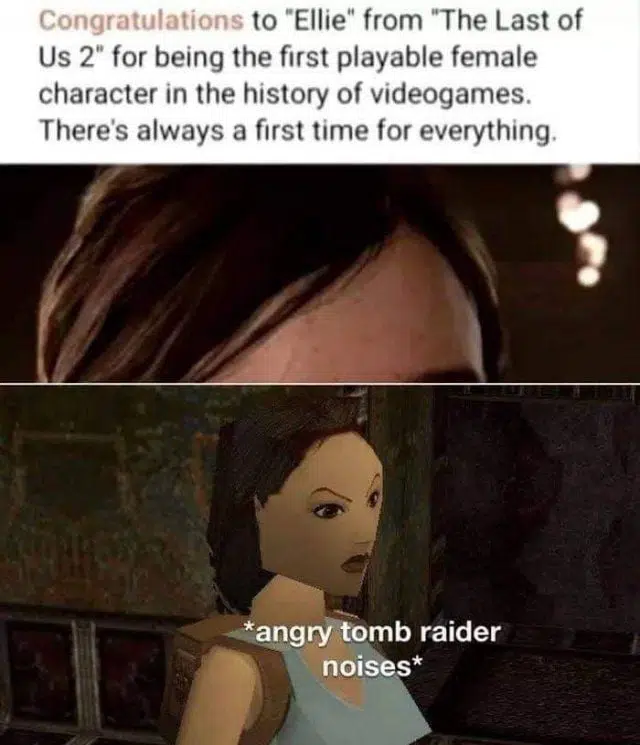 Congratulations to "Ellie" from "The Last of
Us 2" for being the first playable female
character in the history of videogames.
There's always a first time for everything.
*angry tomb raider
noises*